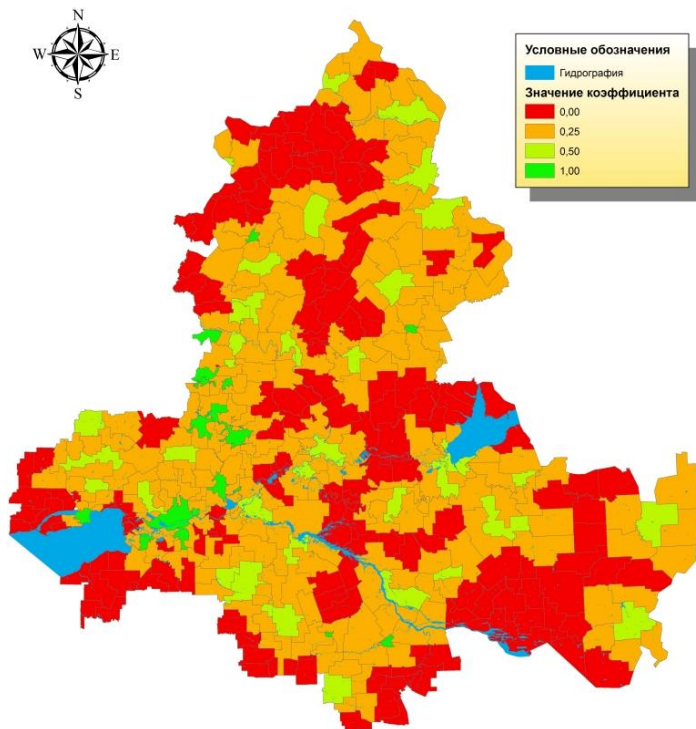 N
W E
S
Условные обозначения
Гидрография
Значение коэффициента
0,00
0,25
0,50
1,00